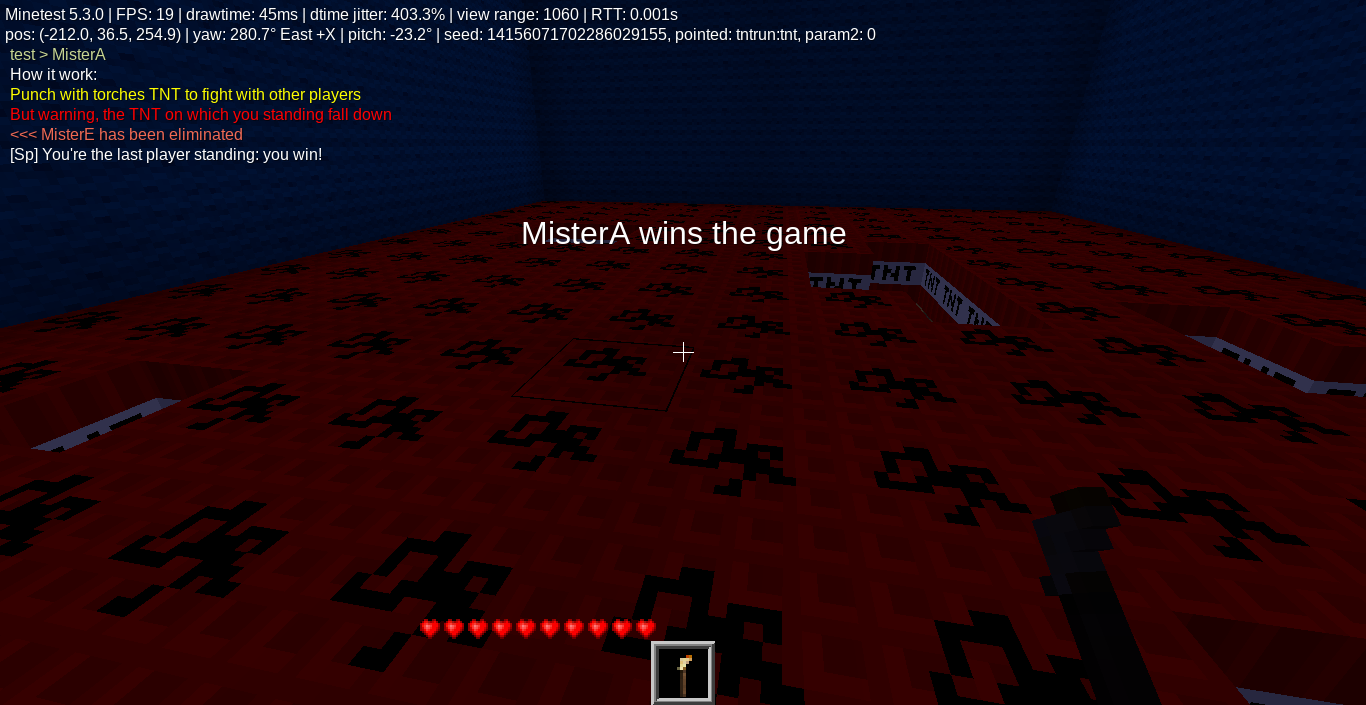 Minetest 5.3.0 | FPS: 19 | drawtime: 45ms | dtime jitter: 403.3% | view range: 1060 | RTT: 0.001s
pos: (-212.0, 36.5, 254.9) | yaw: 280.7° East +X | pitch: -23.2° | seed: 14156071702286029155, pointed: tntrun:tnt, param2: 0
test > MisterA
How it work:
Punch with torches TNT to fight with other players
But warning, the TNT on which you standing fall down
<<< MisterE has been eliminated
[Sp] You're the last player standing: you win!
MisterA wins the game
TNT TNT
TNT TNT TNT